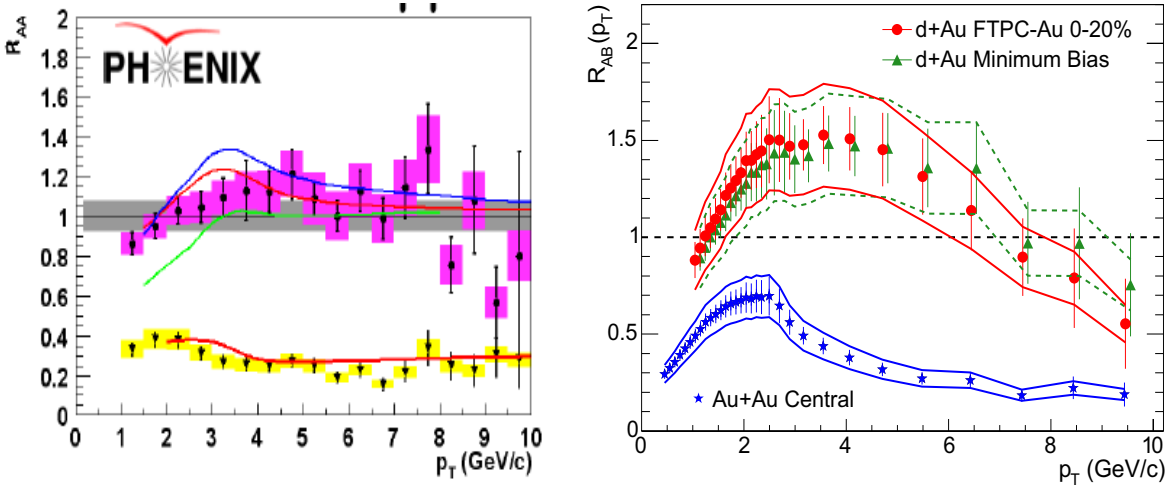 R_AA
2
1.8
1.6
1.4
1.2
1
0.8
0.6
0.4
0.2
0
PHENIX
0 1 2 3 4 5 6 7 8 9 10
p_T (GeV/c)
R_AB(p_T)
2
1.5
1
0.5
0
d+Au FTPC-Au 0-20%
d+Au Minimum Bias
Au+Au Central
0 2 4 6 8 10
p_T (GeV/c)